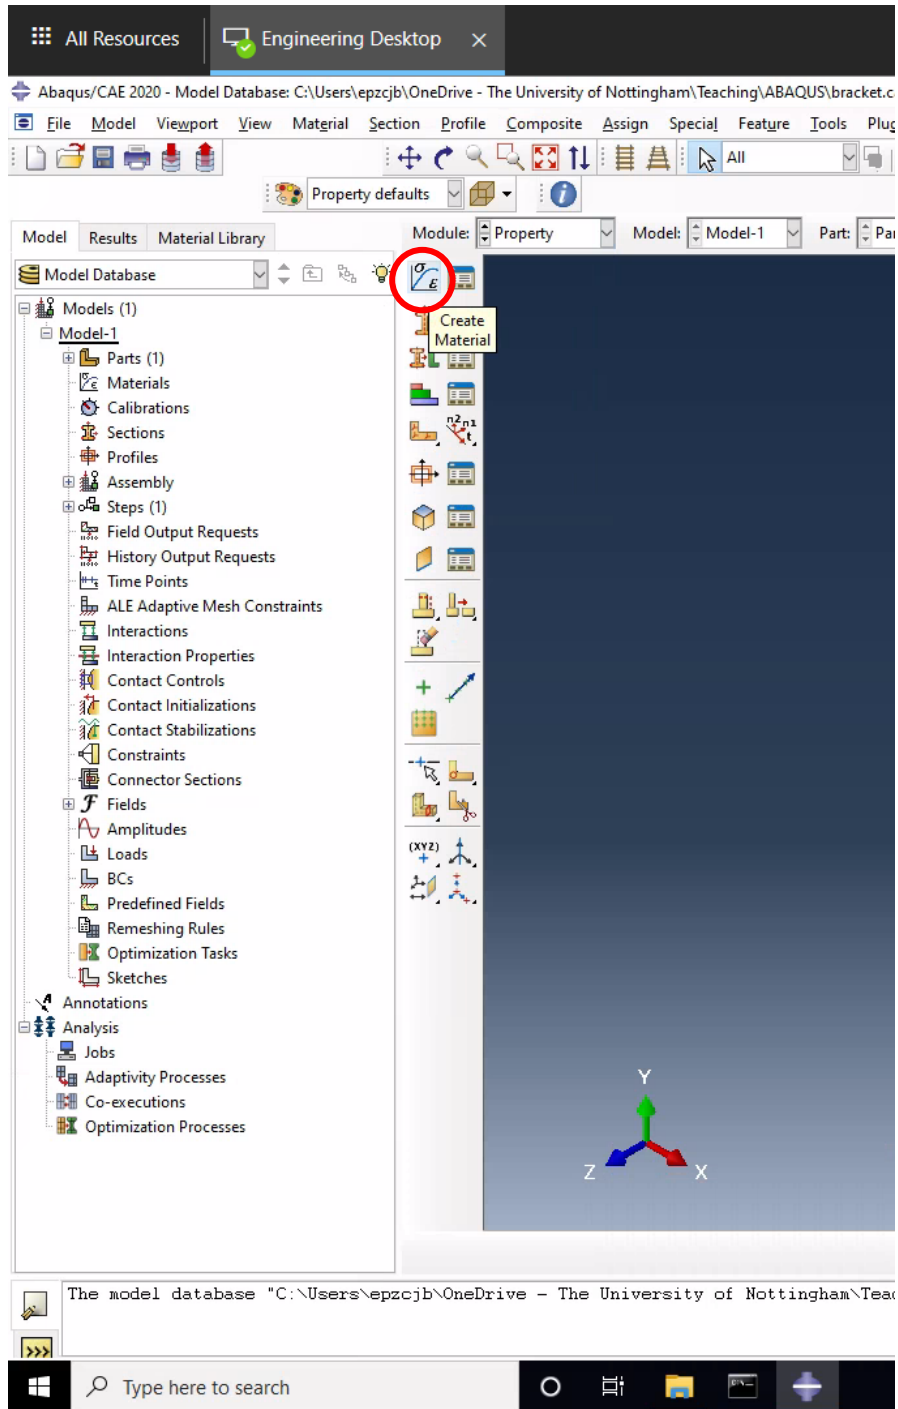 All Resources
Engineering Desktop
Abaqus/CAE 2020 - Model Database: C:\Users\epzcjb\OneDrive - The University of Nottingham\Teaching\ABAQUS\bracket.c
File Model Viewport View Material Section Profile Composite Assign Special Feature Tools Plug
All
Property defaults
Model Results Material Library
Module: Property Model: Model-1 Part: Par
Model Database
σ ε
Create
Material
Models (1)
Model-1
Parts (1)
Materials
Calibrations
Sections
Profiles
Assembly
Steps (1)
Field Output Requests
History Output Requests
Time Points
ALE Adaptive Mesh Constraints
Interactions
Interaction Properties
Contact Controls
Contact Initializations
Contact Stabilizations
Constraints
Connector Sections
Fields
Amplitudes
Loads
BCs
Predefined Fields
Remeshing Rules
Optimization Tasks
Sketches
Annotations
Analysis
Jobs
Adaptivity Processes
Co-executions
Optimization Processes
n2 n1
t
(XYZ)
Y
Z X
The model database "C:\Users\epzcjb\OneDrive - The University of Nottingham\Teac
>>>
Type here to search